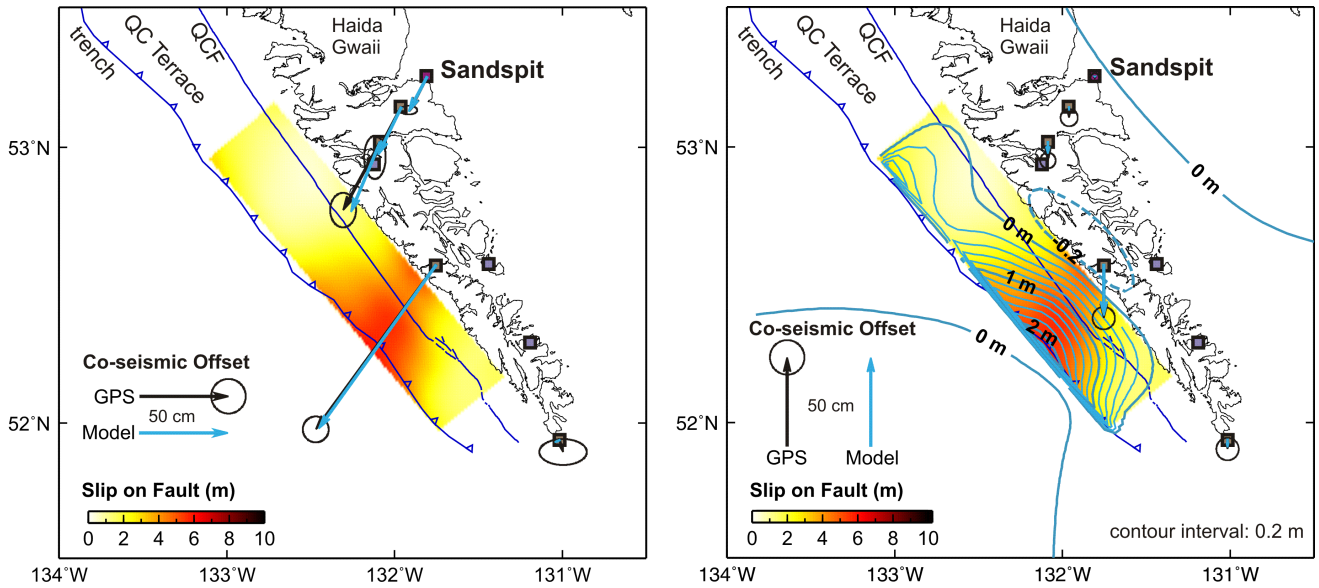 Haida
Gwaii
Sandspit
QCF
QC Terrace
trench
53°N
52°N
Co-seismic Offset
GPS
50 cm
Model
Slip on Fault (m)
0 2 4 6 8 10
134°W 133°W 132°W 131°W
Haida
Gwaii
Sandspit
QCF
QC Terrace
trench
53°N
52°N
0 m
0 m
-0.2
1 m
2 m
0 m
Co-seismic Offset
50 cm
GPS Model
Slip on Fault (m)
0 2 4 6 8 10
contour interval: 0.2 m
134°W 133°W 132°W 131°W